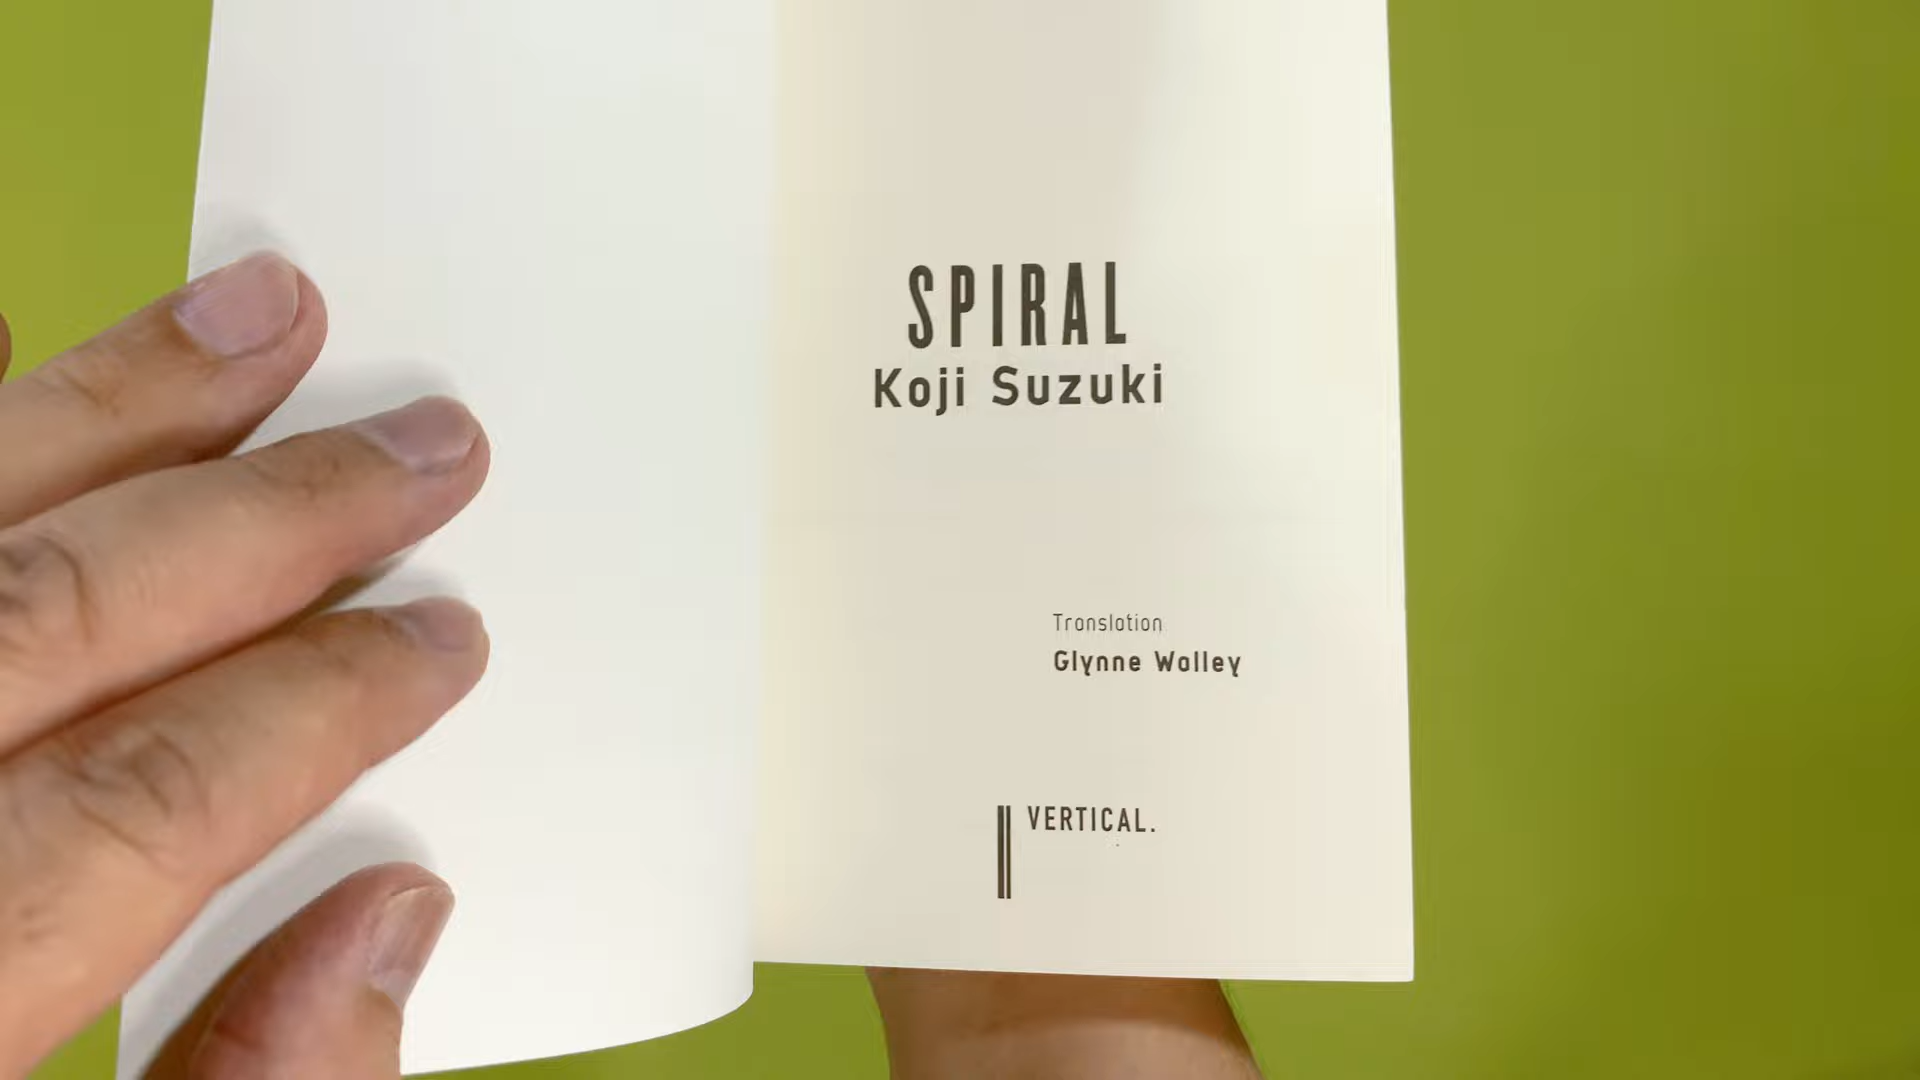 SPIRAL
Koji Suzuki
Translation
Glynne Walley
VERTICAL.